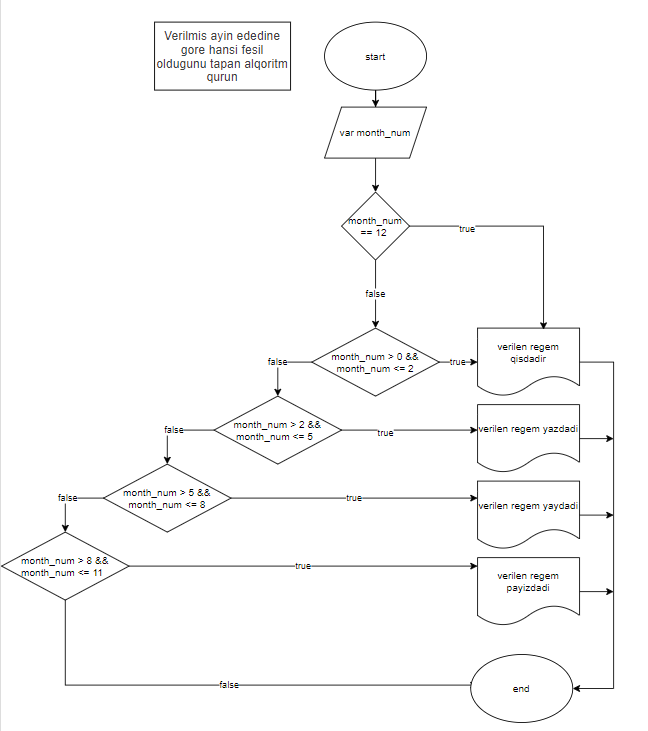 Verilmis ayin ededine
gore hansi fesil
oldugunu tapan alqoritm
qurun
start
var month_num
month_num
== 12
true
false
month_num > 0 &&
month_num <= 2
false
true
verilen regem
qisdadir
month_num > 2 &&
month_num <= 5
false
true
verilen regem yazdadi
month_num > 5 &&
month_num <= 8
false
true
verilen regem yaydadi
month_num > 8 &&
month_num <= 11
true
verilen regem
payizdadi
false
end